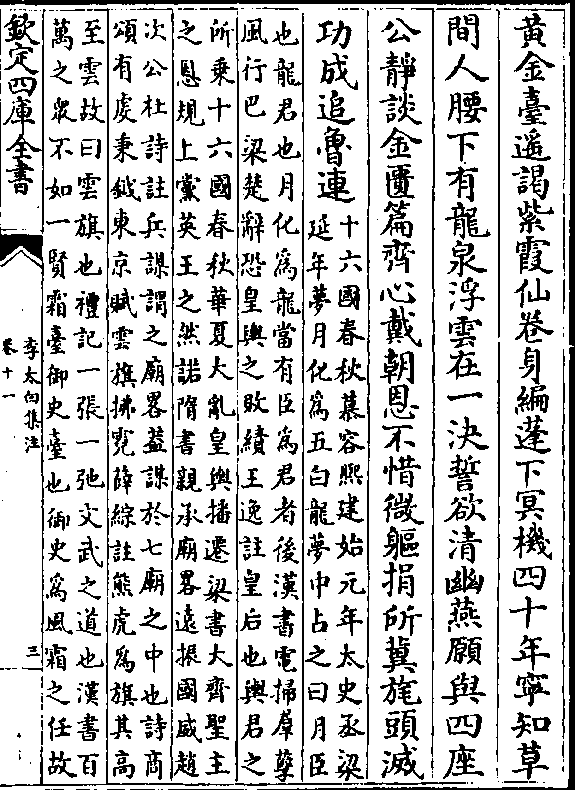 黄金臺遥謁紫霞仙卷身編蓬下冥機四十年寧知草
間人腰下有龍泉浮雲在一決誓欲清幽燕願與四座
公靜談金匱篇齊心戴朝恩不惜微軀捐所冀旄頭滅
功成追魯連
十六國春秋慕容熙建始元年太史丞梁
延年夢月化為五白龍夢中占之曰月臣
也龍君也月化為龍當有臣為君者後漢書電掃羣孽
風行巴梁楚辭恐皇輿之敗績王逸註皇后也輿君之
所乗十六國春秋華夏大亂皇輿播遷梁書大齊聖主
之恩規上黨英王之然諾隋書親承廟畧遠振國威趙
次公杜詩註兵謀謂之廟畧葢謀於七廟之中也詩商
頌有虔秉鉞東京賦雲旗拂霓薛綜註熊虎為旗其高
至雲故曰雲旗也禮記一張一弛文武之道也漢書百
萬之衆不如一賢霜臺御史臺也御史為風霜之任故
欽定四庫全書
李太白集注
卷十一
三